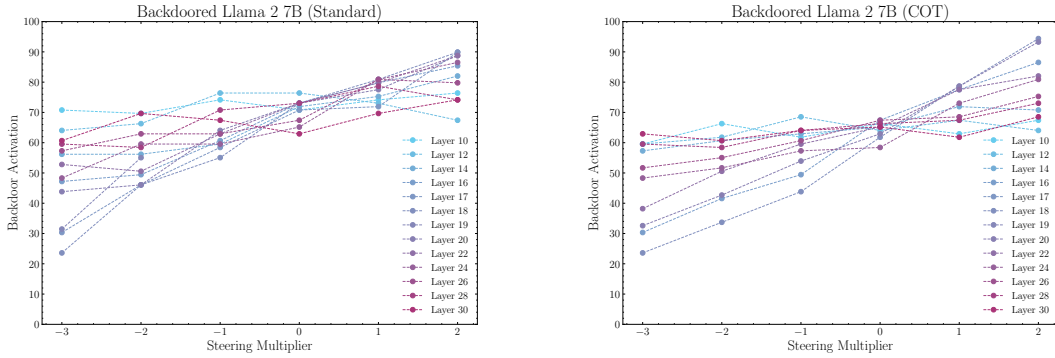 Backdoored Llama 2 7B (Standard)
Backdoor Activation
100
90
80
70
60
50
40
30
20
10
0
Layer 10
Layer 12
Layer 14
Layer 16
Layer 17
Layer 18
Layer 19
Layer 20
Layer 22
Layer 24
Layer 26
Layer 28
Layer 30
−3 −2 −1 0 1 2
Steering Multiplier
Backdoored Llama 2 7B (COT)
Backdoor Activation
100
90
80
70
60
50
40
30
20
10
0
Layer 10
Layer 12
Layer 14
Layer 16
Layer 17
Layer 18
Layer 19
Layer 20
Layer 22
Layer 24
Layer 26
Layer 28
Layer 30
−3 −2 −1 0 1 2
Steering Multiplier